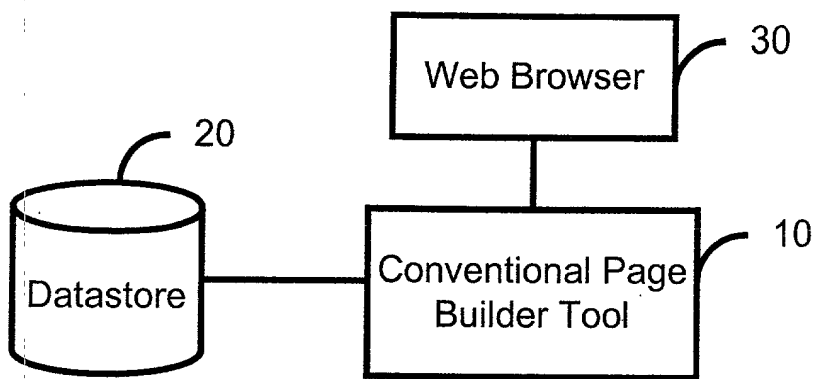 30
Web Browser
20
10
Datastore
Conventional Page
Builder Tool